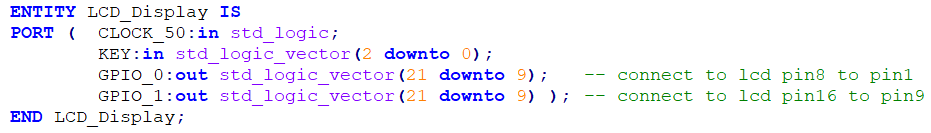 ENTITY LCD_Display IS
PORT (  CLOCK_50:in std_logic;
        KEY:in std_logic_vector(2 downto 0);
        GPIO_0:out std_logic_vector(21 downto 9);   -- connect to lcd pin8 to pin1
        GPIO_1:out std_logic_vector(21 downto 9) ); -- connect to lcd pin16 to pin9
END LCD_Display;